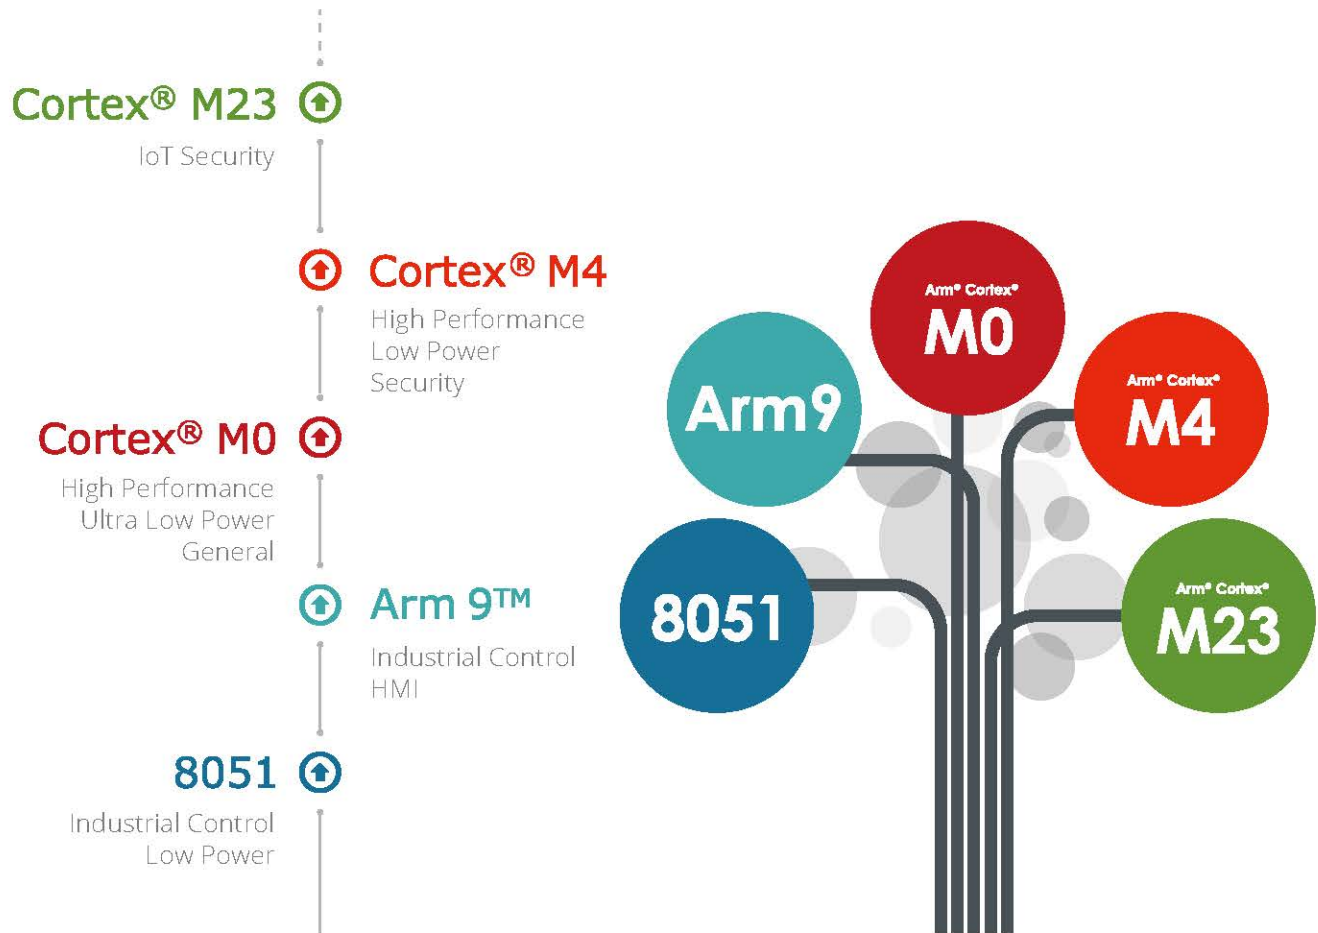 Cortex® M23
IoT Security
Cortex® M4
High Performance
Low Power
Security
Cortex® M0
High Performance
Ultra Low Power
General
Arm 9™
Industrial Control
HMI
8051
Industrial Control
Low Power
Arm® Cortex®
M0
Arm9
Arm® Cortex®
M4
8051
Arm® Cortex®
M23